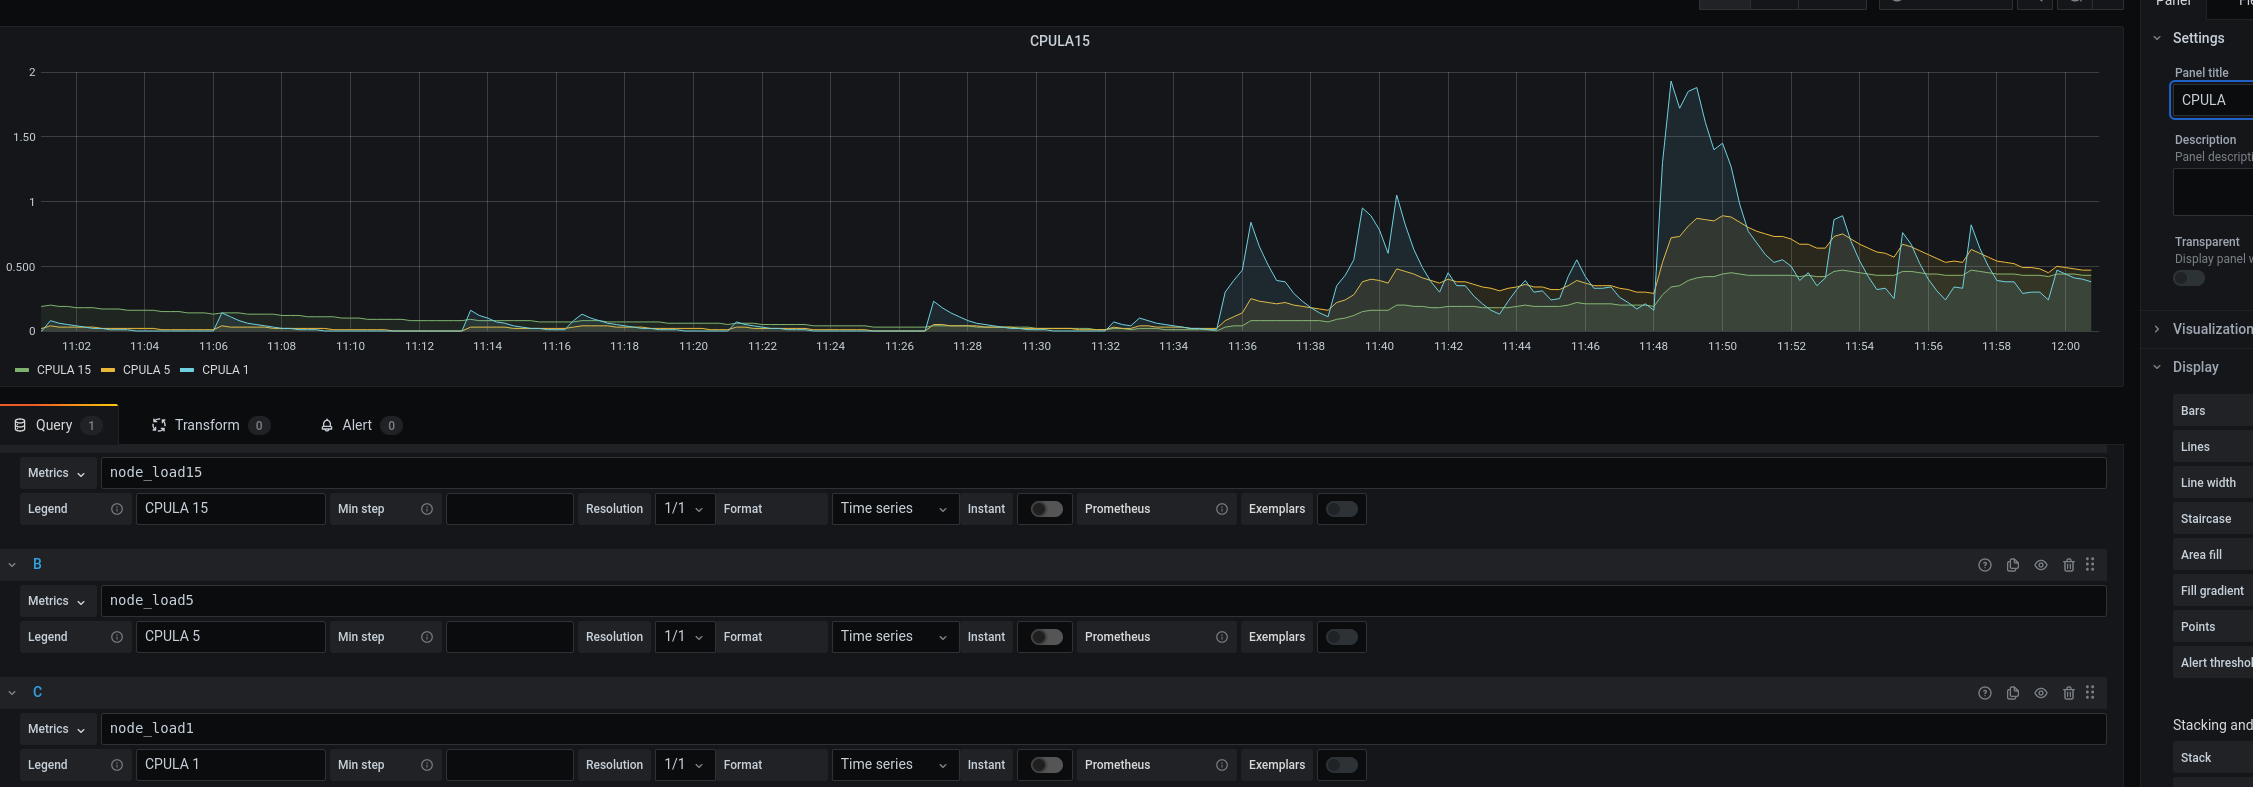 Panel
CPULA15
Settings
Panel title
CPULA
Description
Panel descripti
Transparent
Display panel
Visualization
Display
Bars
Lines
Line width
Staircase
Area fill
Fill gradient
Points
Alert threshol
Stacking and
Stack
2
1.50
1
0.500
0
11:02 11:04 11:06 11:08 11:10 11:12 11:14 11:16 11:18 11:20 11:22 11:24 11:26 11:28 11:30 11:32 11:34 11:36 11:38 11:40 11:42 11:44 11:46 11:48 11:50 11:52 11:54 11:56 11:58 12:00
CPULA 15 CPULA 5 CPULA 1
Query 1 Transform 0 Alert 0
Metrics node_load15
Legend CPULA 15 Min step Resolution 1/1 Format Time series Instant Prometheus Exemplars
B
Metrics node_load5
Legend CPULA 5 Min step Resolution 1/1 Format Time series Instant Prometheus Exemplars
C
Metrics node_load1
Legend CPULA 1 Min step Resolution 1/1 Format Time series Instant Prometheus Exemplars